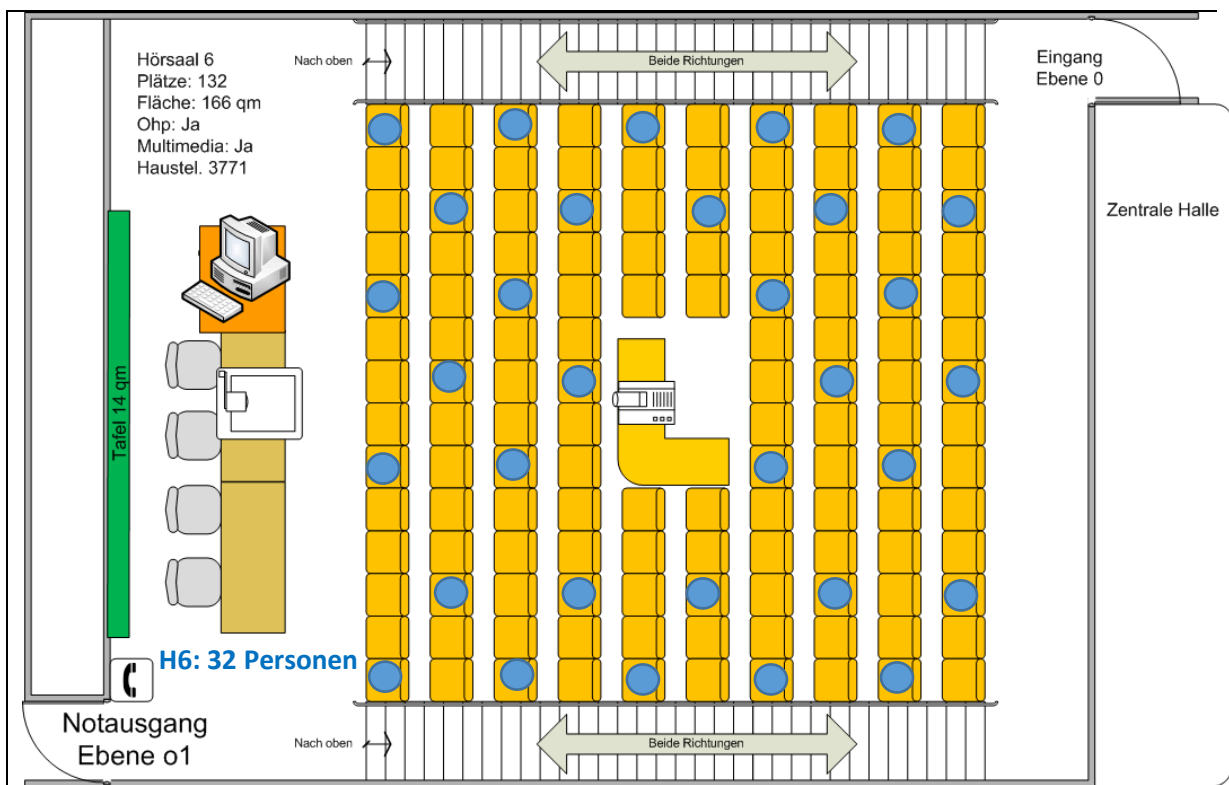 Hörsaal 6
Plätze: 132
Fläche: 166 qm
Ohp: Ja
Multimedia: Ja
Haustel. 3771
Nach oben
Beide Richtungen
Eingang
Ebene 0
Zentrale Halle
Tafel 14 qm
H6: 32 Personen
Notausgang
Ebene o1
Nach oben
Beide Richtungen